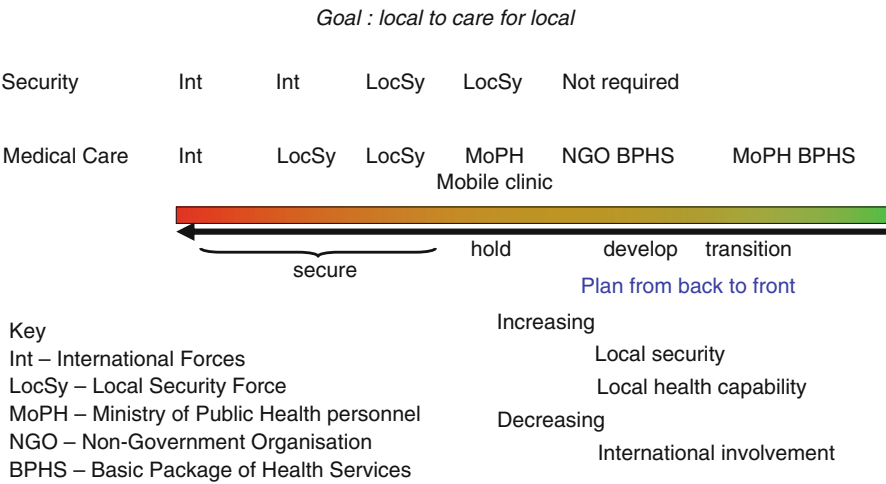 Goal : local to care for local
Security Int Int LocSy LocSy Not required
Medical Care Int LocSy LocSy MoPH NGO BPHS MoPH BPHS
Mobile clinic
hold develop transition
secure
Plan from back to front
Key
Int – International Forces
LocSy – Local Security Force
MoPH – Ministry of Public Health personnel
NGO – Non-Government Organisation
BPHS – Basic Package of Health Services
Increasing
Local security
Local health capability
Decreasing
International involvement